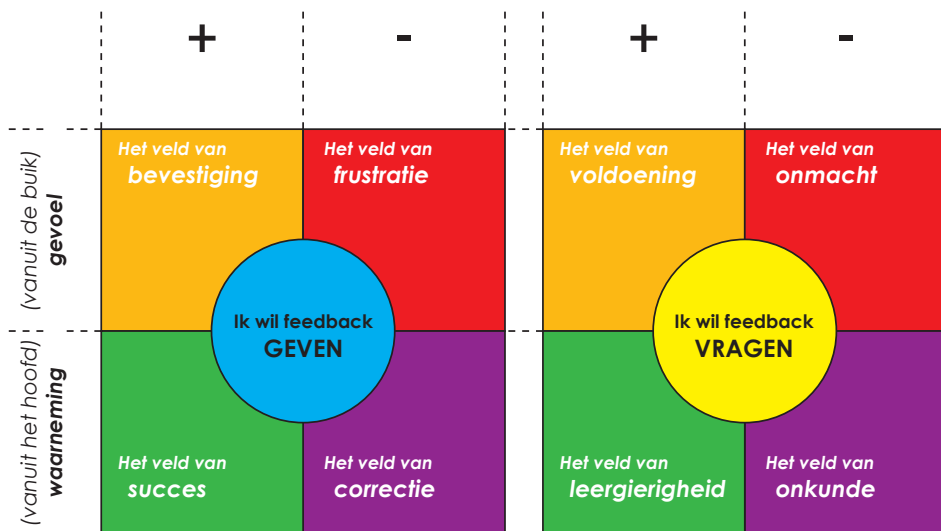 + - + -
Het veld van
bevestiging
Het veld van
frustratie
Het veld van
voldoening
Het veld van
onmacht
(vanuit de buik)
gevoel
Ik wil feedback
GEVEN
Ik wil feedback
VRAGEN
(vanuit het hoofd)
waarneming
Het veld van
succes
Het veld van
correctie
Het veld van
leergierigheid
Het veld van
onkunde